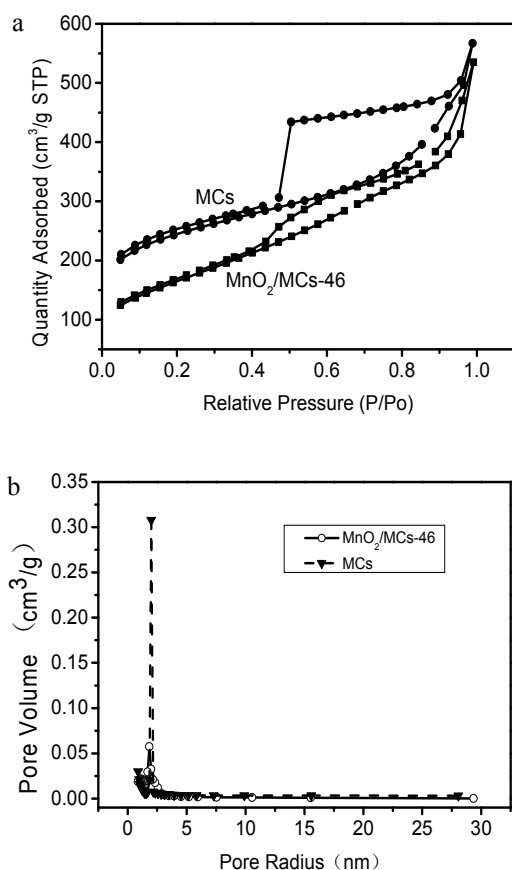 a
600
500
400
300
200
100
Quantity Adsorbed (cm³/g STP)
MCs
MnO₂/MCs-46
0.0 0.2 0.4 0.6 0.8 1.0
Relative Pressure (P/Po)
b
0.35
0.30
0.25
0.20
0.15
0.10
0.05
0.00
Pore Volume （cm³/g）
MnO₂/MCs-46
MCs
0 5 10 15 20 25 30
Pore Radius（nm）